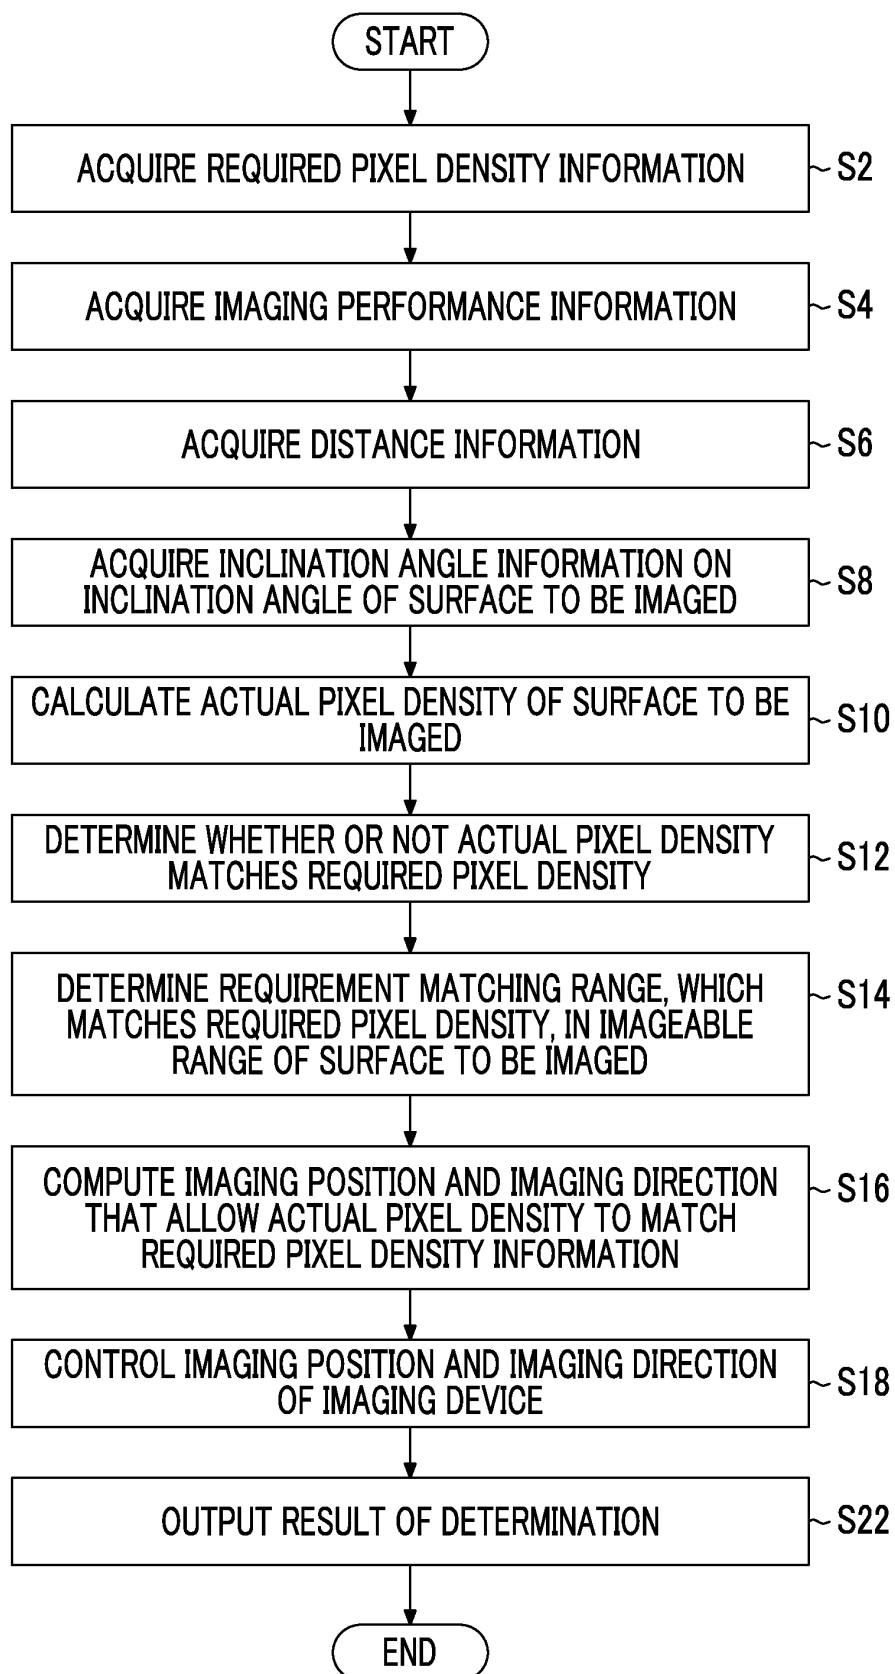 START
ACQUIRE REQUIRED PIXEL DENSITY INFORMATION
~S2
ACQUIRE IMAGING PERFORMANCE INFORMATION
~S4
ACQUIRE DISTANCE INFORMATION
~S6
ACQUIRE INCLINATION ANGLE INFORMATION ON
INCLINATION ANGLE OF SURFACE TO BE IMAGED
~S8
CALCULATE ACTUAL PIXEL DENSITY OF SURFACE TO BE
IMAGED
~S10
DETERMINE WHETHER OR NOT ACTUAL PIXEL DENSITY
MATCHES REQUIRED PIXEL DENSITY
~S12
DETERMINE REQUIREMENT MATCHING RANGE, WHICH
MATCHES REQUIRED PIXEL DENSITY, IN IMAGEABLE
RANGE OF SURFACE TO BE IMAGED
~S14
COMPUTE IMAGING POSITION AND IMAGING DIRECTION
THAT ALLOW ACTUAL PIXEL DENSITY TO MATCH
REQUIRED PIXEL DENSITY INFORMATION
~S16
CONTROL IMAGING POSITION AND IMAGING DIRECTION
OF IMAGING DEVICE
~S18
OUTPUT RESULT OF DETERMINATION
~S22
END